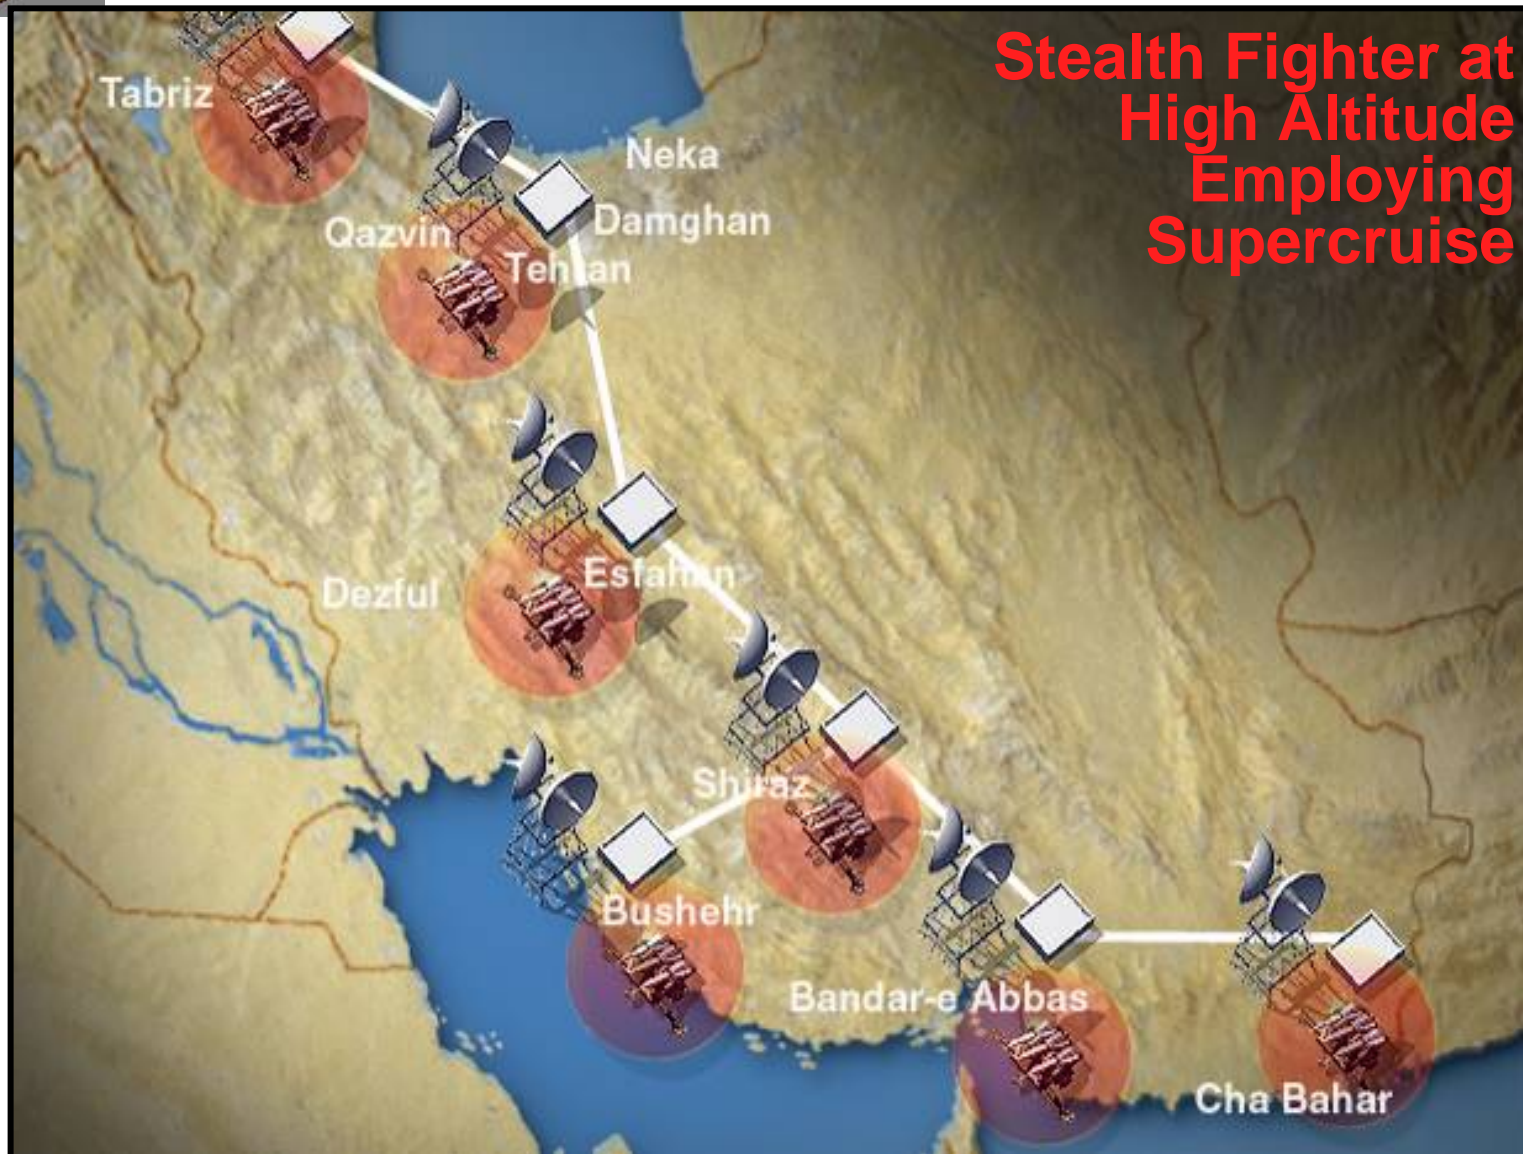 Stealth Fighter at
High Altitude
Employing
Supercruise
Tabriz
Neka
Damghan
Qazvin
Tehran
Esfahan
Dezful
Shiraz
Bushehr
Bandar-e Abbas
Cha Bahar